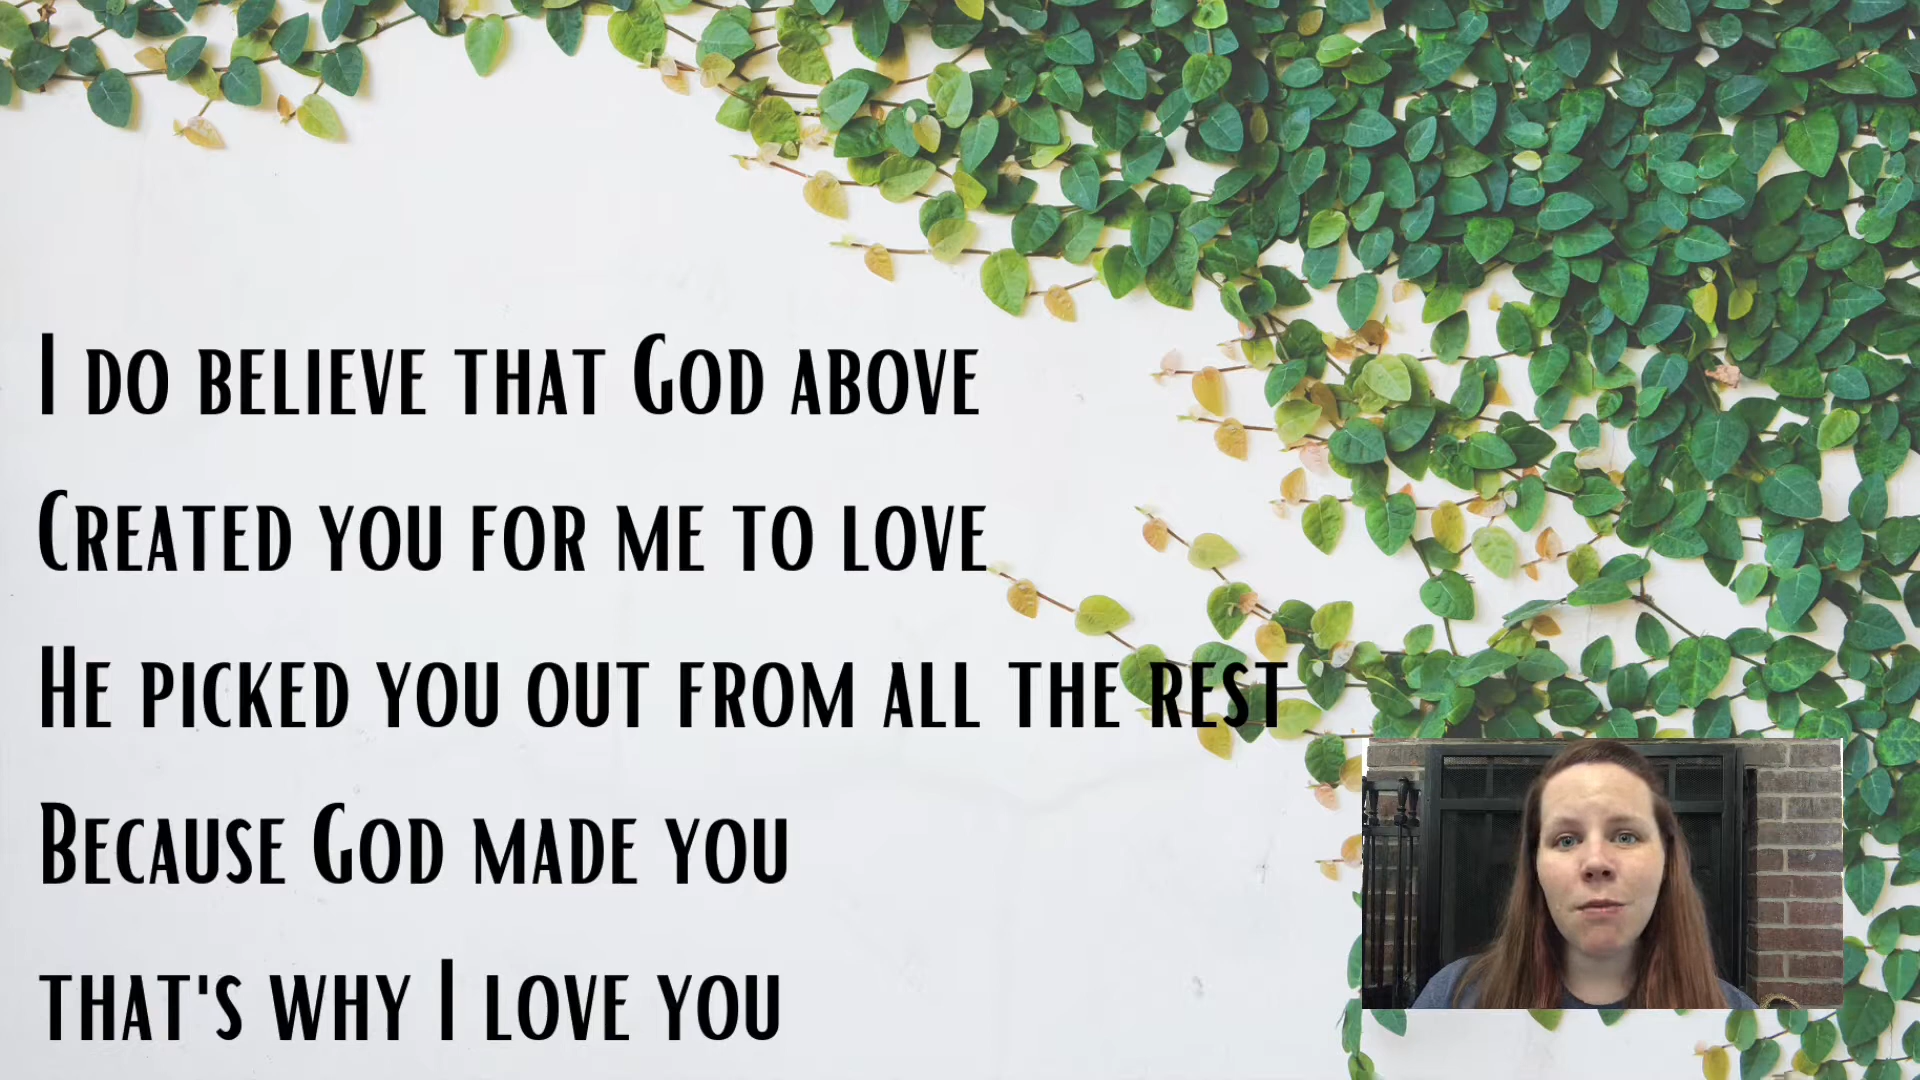 I do believe that God above
Created you for me to love
He picked you out from all the rest
Because God made you
that's why I love you